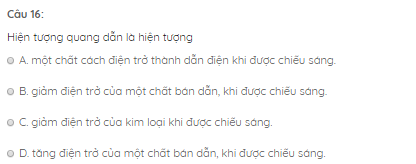 Câu 16:
Hiện tượng quang dẫn là hiện tượng
A. một chất cách điện trở thành dẫn điện khi được chiếu sáng.
B. giảm điện trở của một chất bán dẫn, khi được chiếu sáng.
C. giảm điện trở của kim loại khi được chiếu sáng.
D. tăng điện trở của một chất bán dẫn, khi được chiếu sáng.